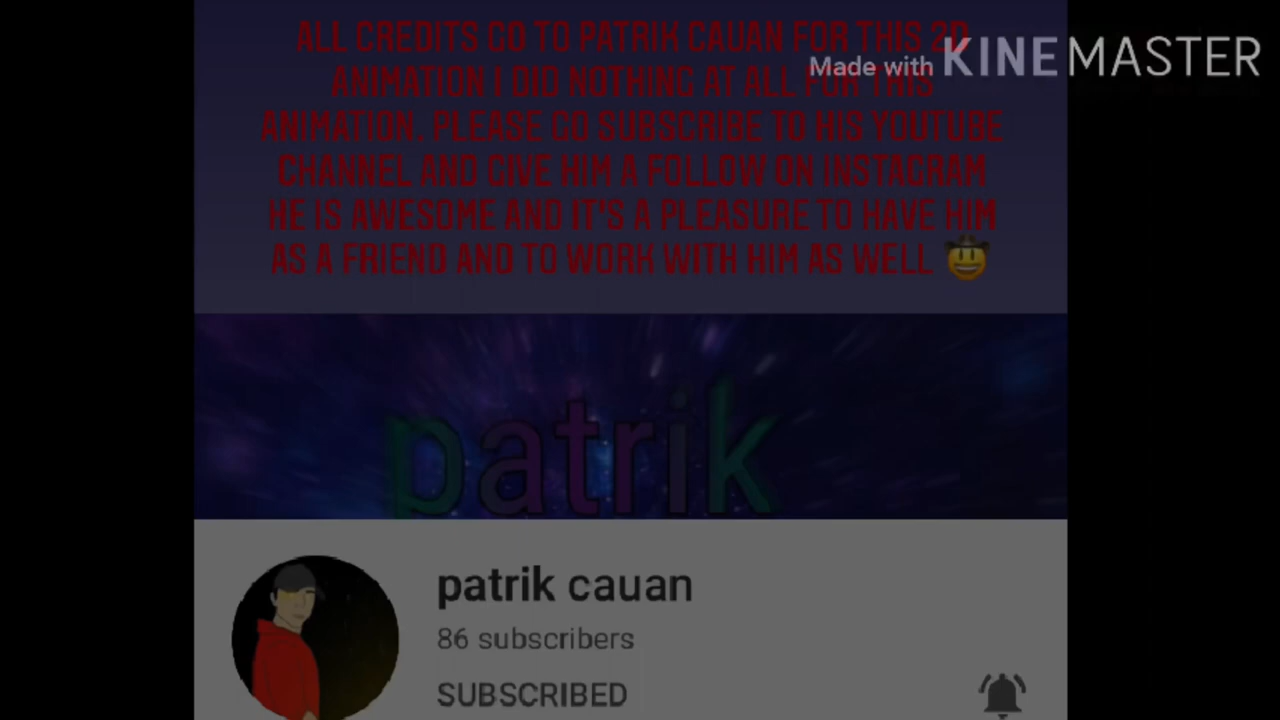 ALL CREDITS GO TO PATRIK CAUAN FOR THIS 2D
Made with KINEMASTER
ANIMATION I DID NOTHING AT ALL FOR THIS
ANIMATION. PLEASE GO SUBSCRIBE TO HIS YOUTUBE
CHANNEL AND GIVE HIM A FOLLOW ON INSTAGRAM
HE IS AWESOME AND IT'S A PLEASURE TO HAVE HIM
AS A FRIEND AND TO WORK WITH HIM AS WELL 🤠
patrik
patrik cauan
86 subscribers
SUBSCRIBED